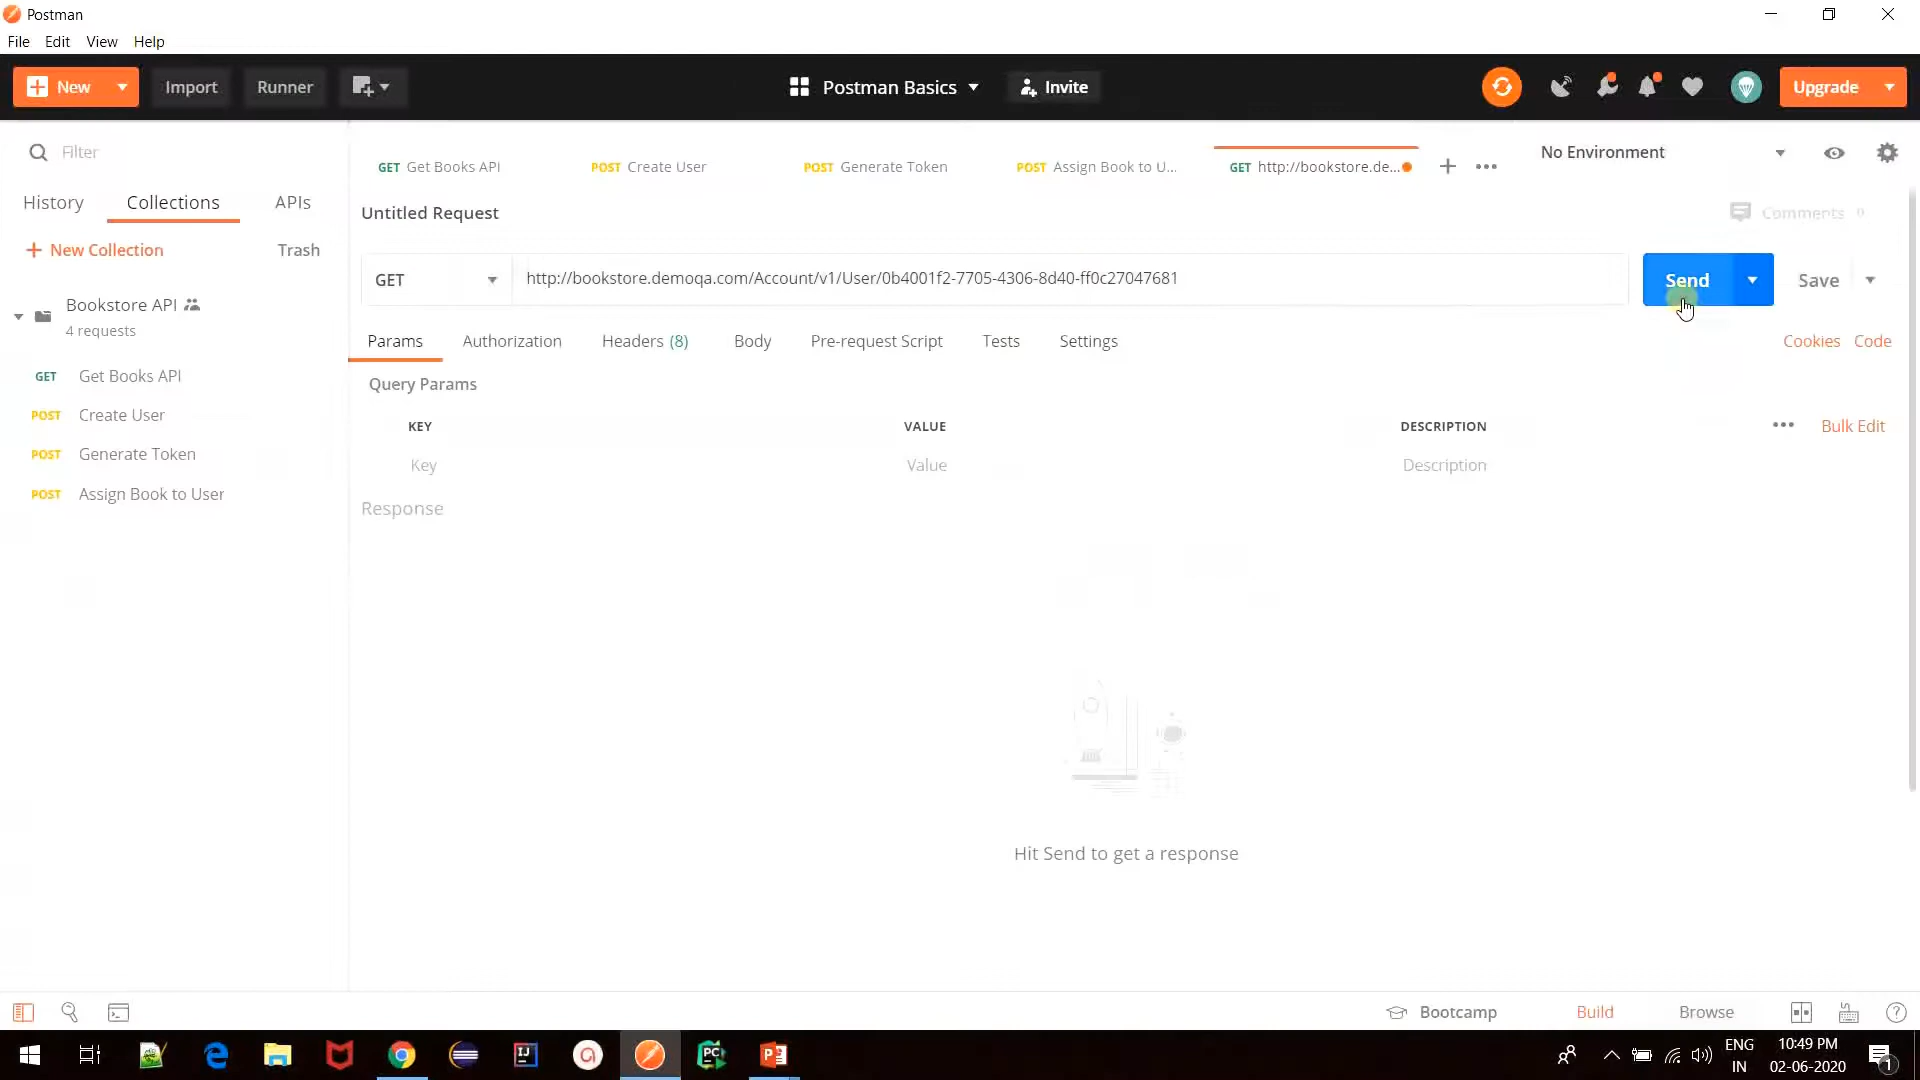 Postman
File Edit View Help
New Import Runner Postman Basics Invite Upgrade
Filter
GET Get Books API POST Create User POST Generate Token POST Assign Book to U... GET http://bookstore.de... No Environment
History Collections APIs
Untitled Request Comments 0
New Collection Trash
GET http://bookstore.demoqa.com/Account/v1/User/0b4001f2-7705-4306-8d40-ff0c27047681 Send Save
Bookstore API
4 requests
Params Authorization Headers (8) Body Pre-request Script Tests Settings Cookies Code
GET Get Books API
POST Create User
POST Generate Token
POST Assign Book to User
Query Params
KEY VALUE DESCRIPTION Bulk Edit
Key Value Description
Response
Hit Send to get a response
Bootcamp Build Browse
ENG 10:49 PM
IN 02-06-2020 1